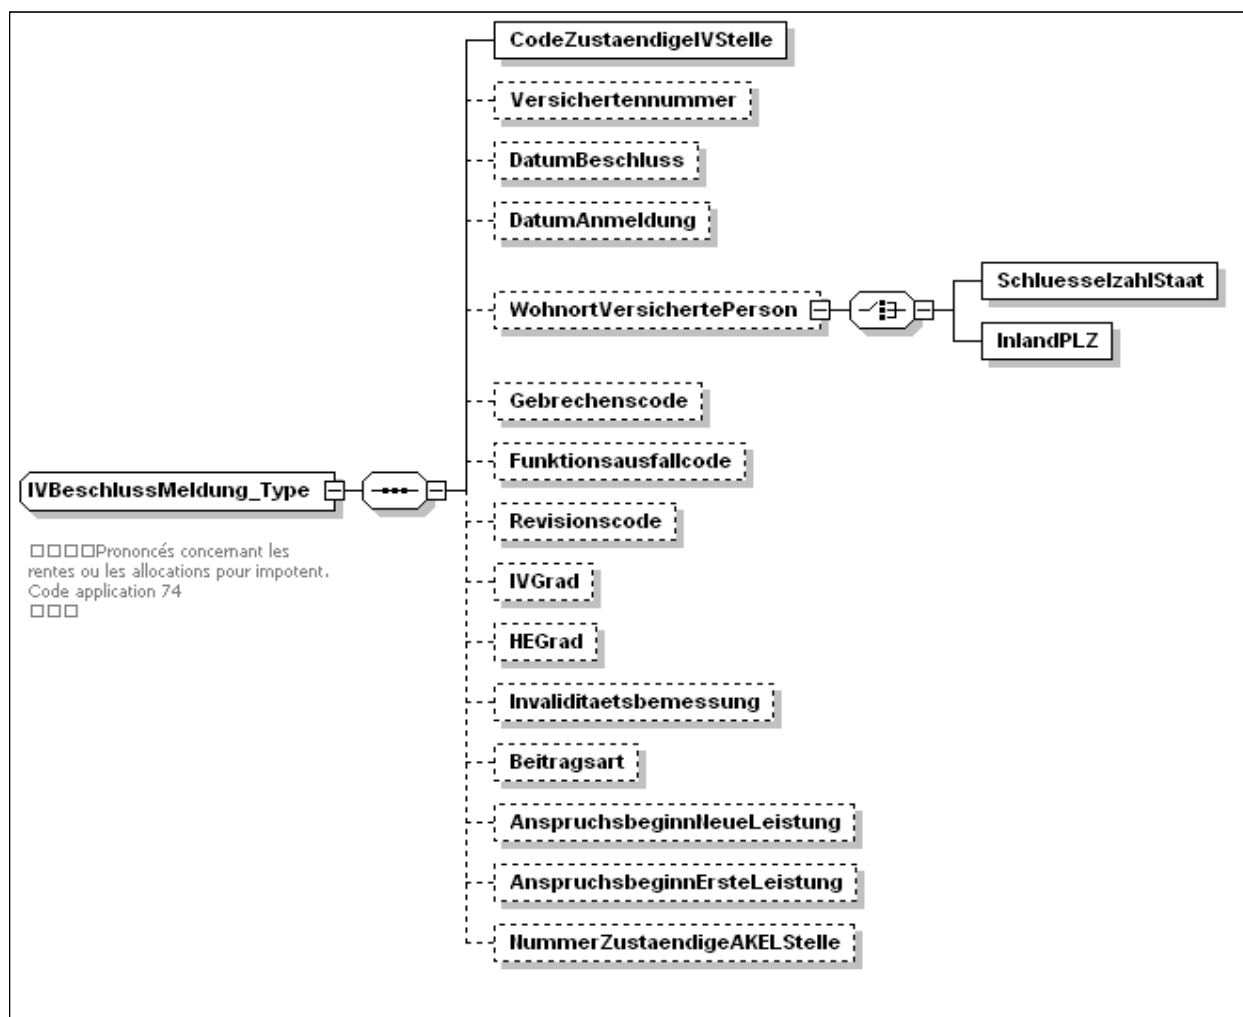 CodeZustaendigeIVStelle
Versichertennummer
DatumBeschluss
DatumAnmeldung
WohnortVersichertePerson
SchluesselzahlStaat
InlandPLZ
Gebrechenscode
Funktionsausfallcode
Revisionscode
IVGrad
HEGrad
Invaliditaetsbemessung
Beitragsart
AnspruchsbeginnNeueLeistung
AnspruchsbeginnErsteLeistung
NummerZustaendigeAKELStelle
IVBeschlussMeldung_Type
□□□□Prononcés concernant les
rentes ou les allocations pour impotent.
Code application 74
□□□